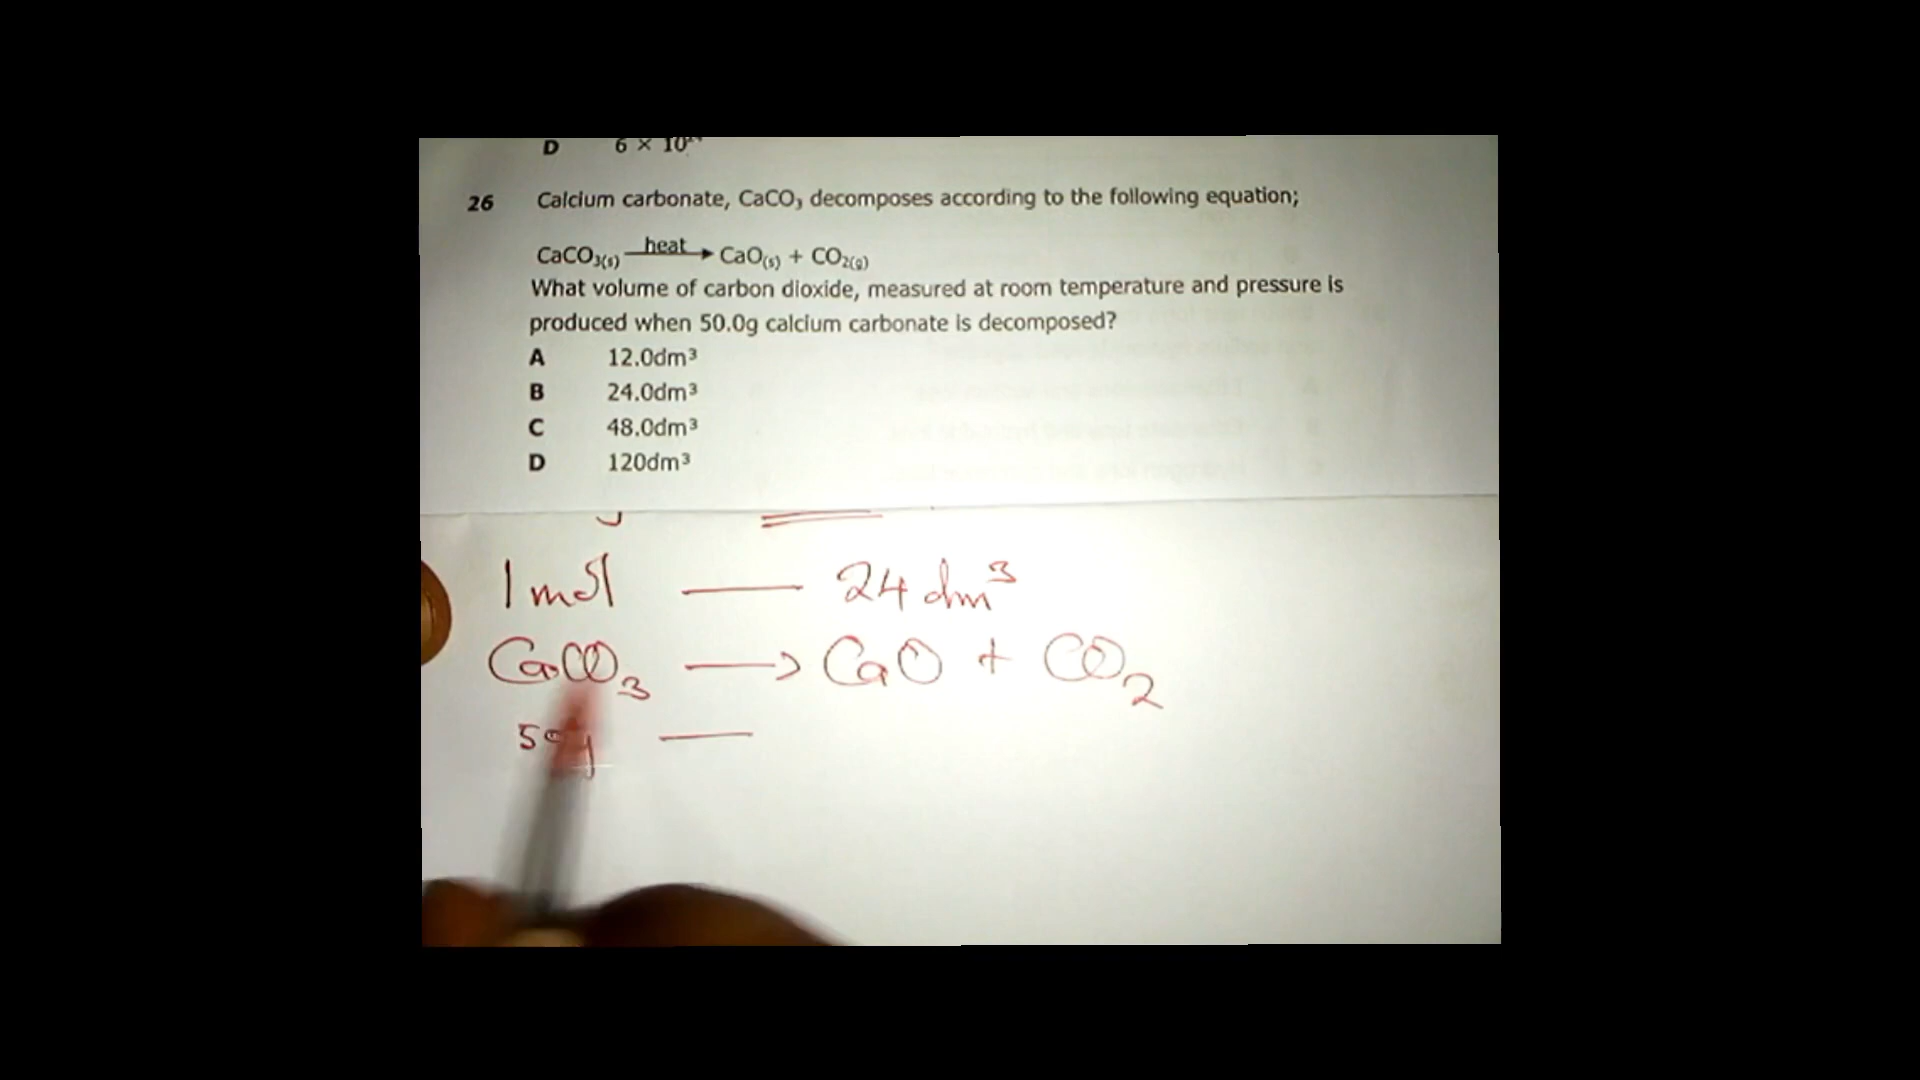 D 6 × 10
26 Calcium carbonate, CaCO₃ decomposes according to the following equation;
CaCO₃(s) heat → CaO(s) + CO₂(g)
What volume of carbon dioxide, measured at room temperature and pressure is
produced when 50.0g calcium carbonate is decomposed?
A 12.0dm³
B 24.0dm³
C 48.0dm³
D 120dm³
1 mol — 24 dm³
CaCO₃ → CaO + CO₂
50g —